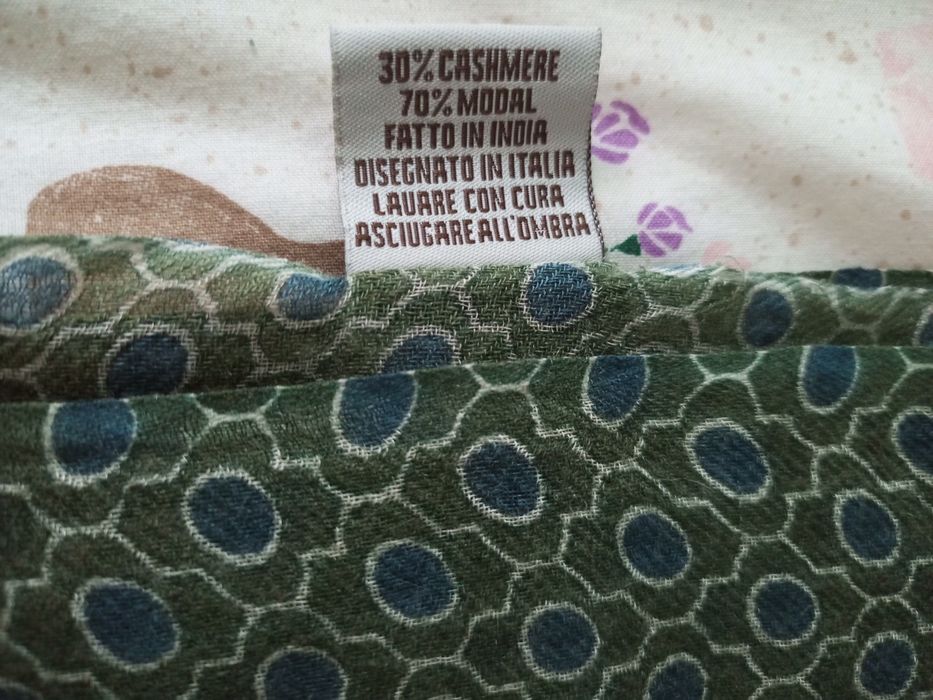 30% CASHMERE
70% MODAL
FATTO IN INDIA
DISEGNATO IN ITALIA
LAVARE CON CURA
ASCIUGARE ALL'OMBRA